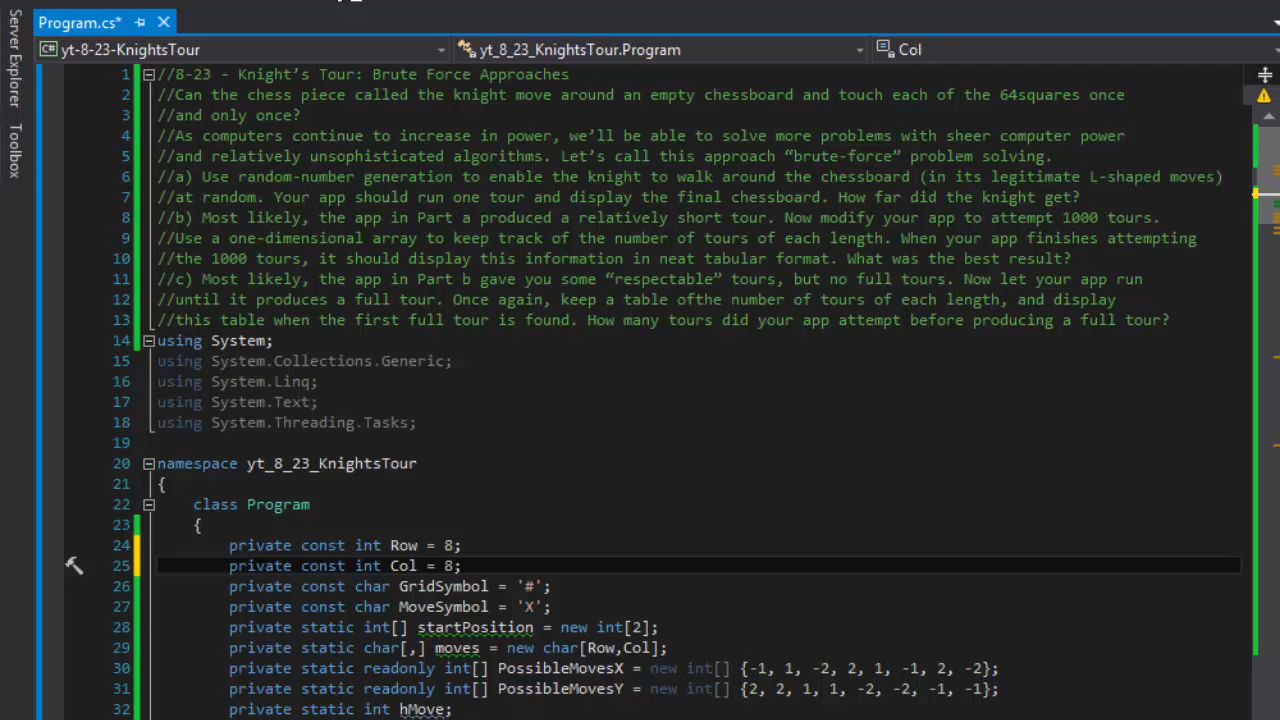 Program.cs*
Server Explorer
Toolbox
C# yt-8-23-KnightsTour
yt_8_23_KnightsTour.Program
Col
1 //8-23 - Knight's Tour: Brute Force Approaches
2 //Can the chess piece called the knight move around an empty chessboard and touch each of the 64squares once
3 //and only once?
4 //As computers continue to increase in power, we’ll be able to solve more problems with sheer computer power
5 //and relatively unsophisticated algorithms. Let’s call this approach “brute-force” problem solving.
6 //a) Use random-number generation to enable the knight to walk around the chessboard (in its legitimate L-shaped moves)
7 //at random. Your app should run one tour and display the final chessboard. How far did the knight get?
8 //b) Most likely, the app in Part a produced a relatively short tour. Now modify your app to attempt 1000 tours.
9 //Use a one-dimensional array to keep track of the number of tours of each length. When your app finishes attempting
10 //the 1000 tours, it should display this information in neat tabular format. What was the best result?
11 //c) Most likely, the app in Part b gave you some “respectable” tours, but no full tours. Now let your app run
12 //until it produces a full tour. Once again, keep a table ofthe number of tours of each length, and display
13 //this table when the first full tour is found. How many tours did your app attempt before producing a full tour?
14 using System;
15 using System.Collections.Generic;
16 using System.Linq;
17 using System.Text;
18 using System.Threading.Tasks;
19
20 namespace yt_8_23_KnightsTour
21 {
22 class Program
23 {
24 private const int Row = 8;
25 private const int Col = 8;
26 private const char GridSymbol = '#';
27 private const char MoveSymbol = 'X';
28 private static int[] startPosition = new int[2];
29 private static char[,] moves = new char[Row,Col];
30 private static readonly int[] PossibleMovesX = new int[] {-1, 1, -2, 2, 1, -1, 2, -2};
31 private static readonly int[] PossibleMovesY = new int[] {2, 2, 1, 1, -2, -2, -1, -1};
32 private static int hMove;